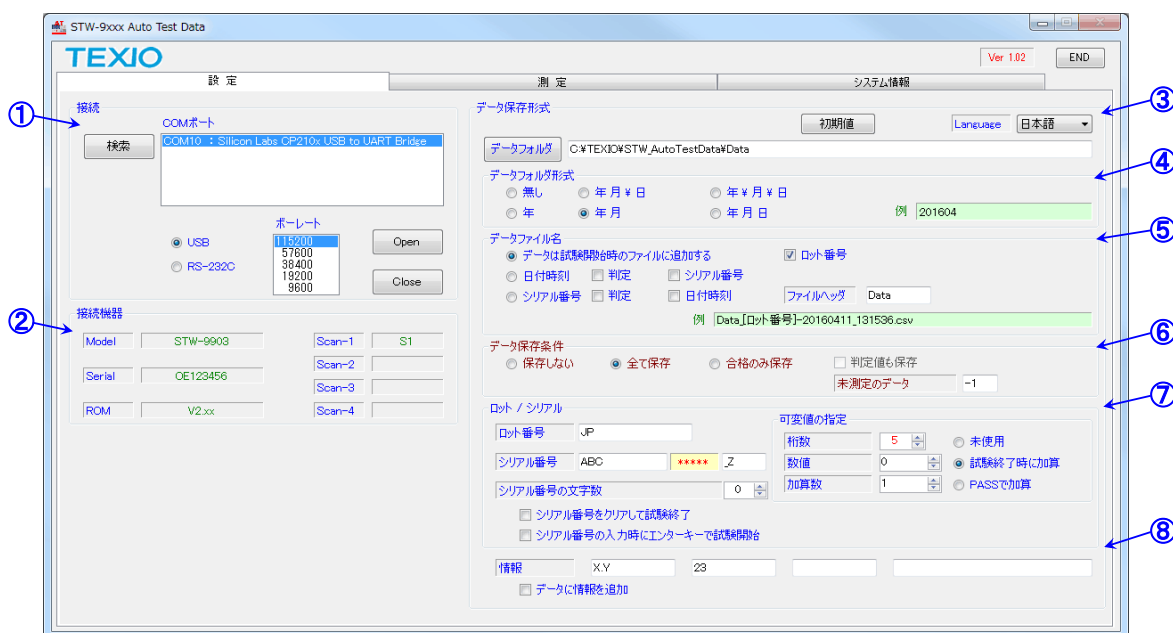 STW-9xxx Auto Test Data
TEXIO
Ver 1.02
END
設 定
測 定
システム情報
①
接続
COMポート
検索
COM10 : Silicon Labs CP210x USB to UART Bridge
USB
RS-232C
ボーレート
115200
57600
38400
19200
9600
Open
Close
②
接続機器
Model
STW-9903
Serial
OE123456
ROM
V2.xx
Scan-1
S1
Scan-2
Scan-3
Scan-4
③
データ保存形式
初期値
Language
日本語
データフォルダ
C:¥TEXIO¥STW_AutoTestData¥Data
④
データフォルダ形式
無し
年 月 ¥ 日
年 ¥ 月 ¥ 日
年
年 月
年 月 日
例
201604
⑤
データファイル名
データは試験開始時のファイルに追加する
ロット番号
日付時刻
判定
シリアル番号
シリアル番号
判定
日付時刻
ファイルヘッダ
Data
例
Data_[ロット番号]-20160411_131536.csv
⑥
データ保存条件
保存しない
全て保存
合格のみ保存
判定値も保存
未測定のデータ
-1
⑦
ロット / シリアル
ロット番号
JP
シリアル番号
ABC
*****
_Z
シリアル番号の文字数
0
シリアル番号をクリアして試験終了
シリアル番号の入力時にエンターキーで試験開始
可変値の指定
桁数
5
未使用
数値
0
試験終了時に加算
加算数
1
PASSで加算
⑧
情報
X.Y
23
データに情報を追加